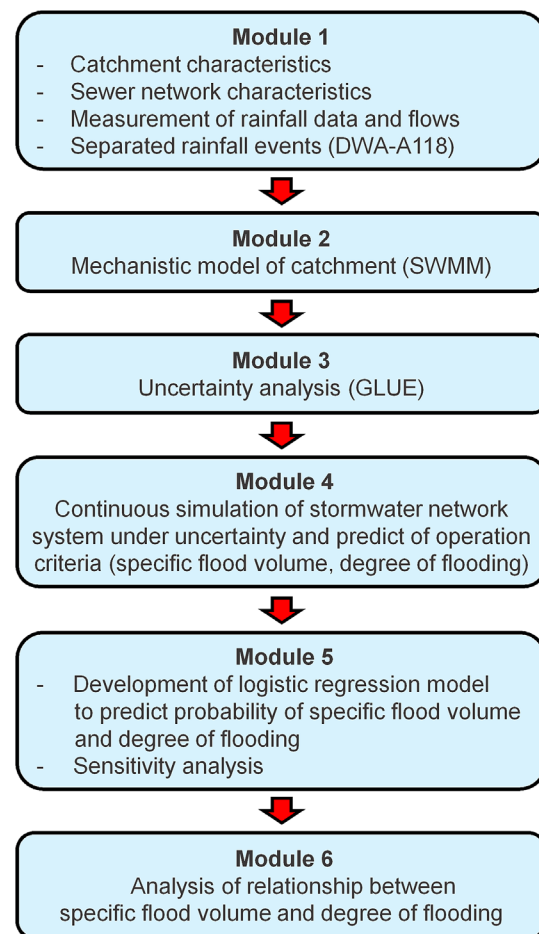 Module 1
- Catchment characteristics
- Sewer network characteristics
- Measurement of rainfall data and flows
- Separated rainfall events (DWA-A118)
Module 2
Mechanistic model of catchment (SWMM)
Module 3
Uncertainty analysis (GLUE)
Module 4
Continuous simulation of stormwater network
system under uncertainty and predict of operation
criteria (specific flood volume, degree of flooding)
Module 5
- Development of logistic regression model
to predict probability of specific flood volume
and degree of flooding
- Sensitivity analysis
Module 6
Analysis of relationship between
specific flood volume and degree of flooding